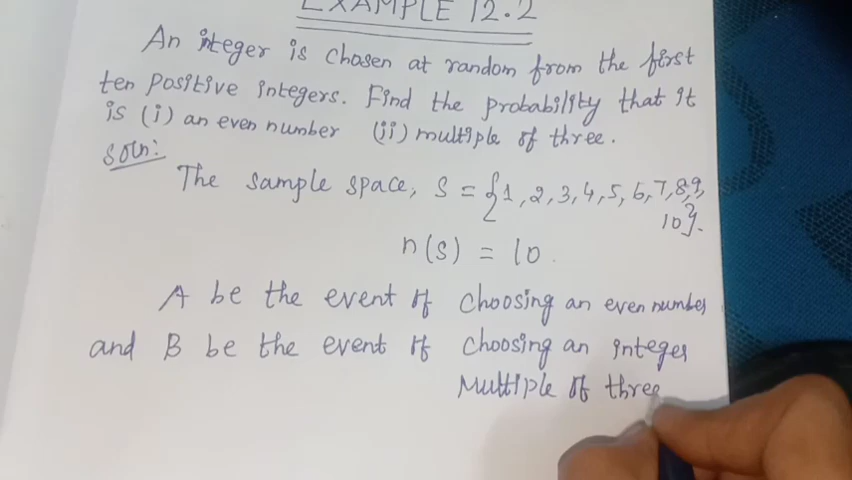 EXAMPLE 12.2
An integer is chosen at random from the first
ten positive integers. Find the probability that it
is (i) an even number (ii) multiple of three.
Soln:
The sample space, S = {1, 2, 3, 4, 5, 6, 7, 8, 9,
10}.
n(S) = 10.
A be the event of choosing an even number
and B be the event of choosing an integer
Multiple of three